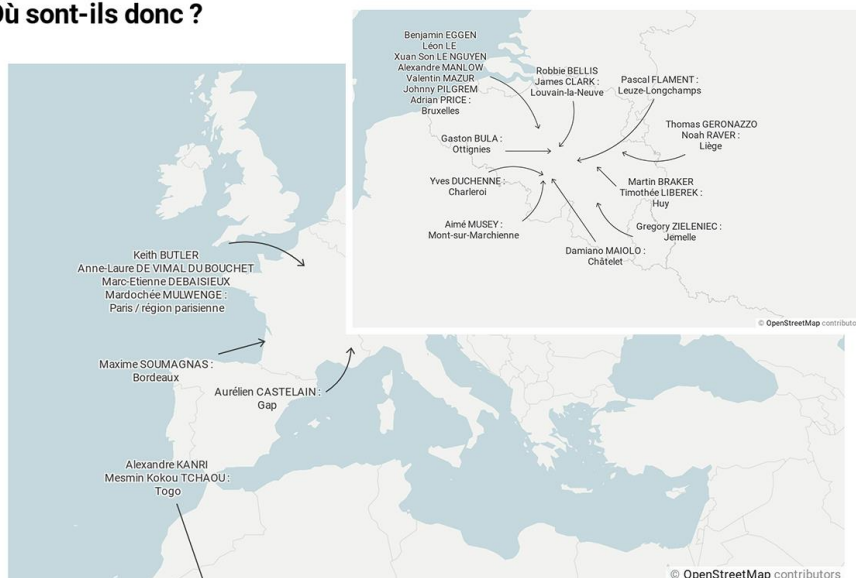 Où sont-ils donc ?
Benjamin EGGEN
Léon LE
Xuan Son LE NGUYEN
Alexandre MANLOW
Valentin MAZUR
Johnny PILGREM
Adrian PRICE :
Bruxelles
Robbie BELLIS
James CLARK :
Louvain-la-Neuve
Pascal FLAMENT :
Leuze-Longchamps
Thomas GERONAZZO
Noah RAVER :
Liège
Gaston BULA :
Ottignies
Yves DUCHENNE :
Charleroi
Martin BRAKER
Timothée LIBEREK :
Huy
Aimé MUSEY :
Mont-sur-Marchienne
Gregory ZIELENIEC :
Jemelle
Damiano MAIOLO :
Châtelet
© OpenStreetMap contributo
Keith BUTLER
Anne-Laure DE VIMAL DU BOUCHET
Marc-Etienne DEBAISIEUX
Mardochée MULWENGE :
Paris / région parisienne
Maxime SOUMAGNAS :
Bordeaux
Aurélien CASTELAIN :
Gap
Alexandre KANRI
Mesmin Kokou TCHAOU :
Togo
© OpenStreetMap contributors